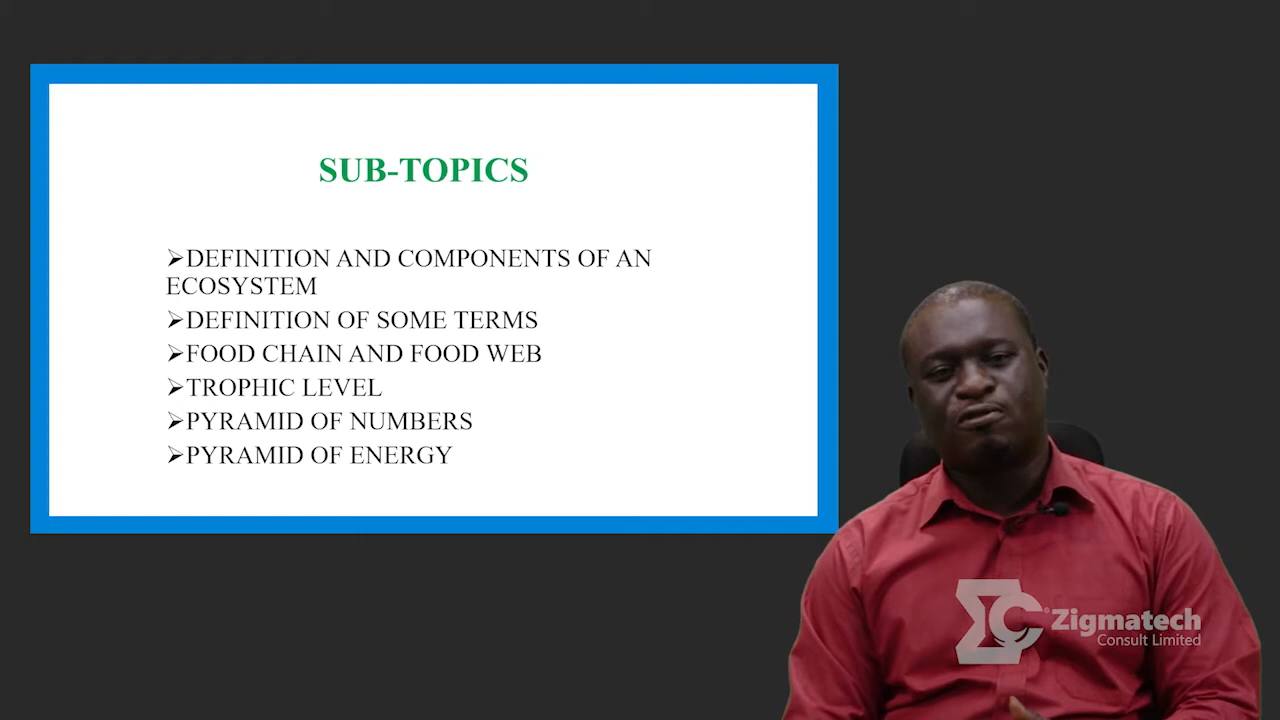 SUB-TOPICS
➢DEFINITION AND COMPONENTS OF AN
ECOSYSTEM
➢DEFINITION OF SOME TERMS
➢FOOD CHAIN AND FOOD WEB
➢TROPHIC LEVEL
➢PYRAMID OF NUMBERS
➢PYRAMID OF ENERGY
Zigmatech
Consult Limited